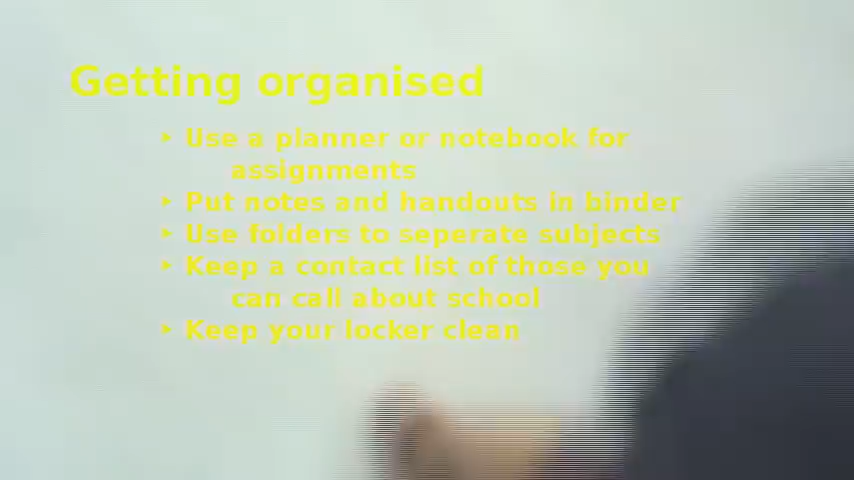 Getting organised
‣ Use a planner or notebook for
assignments
‣ Put notes and handouts in binder
‣ Use folders to seperate subjects
‣ Keep a contact list of those you
can call about school
‣ Keep your locker clean